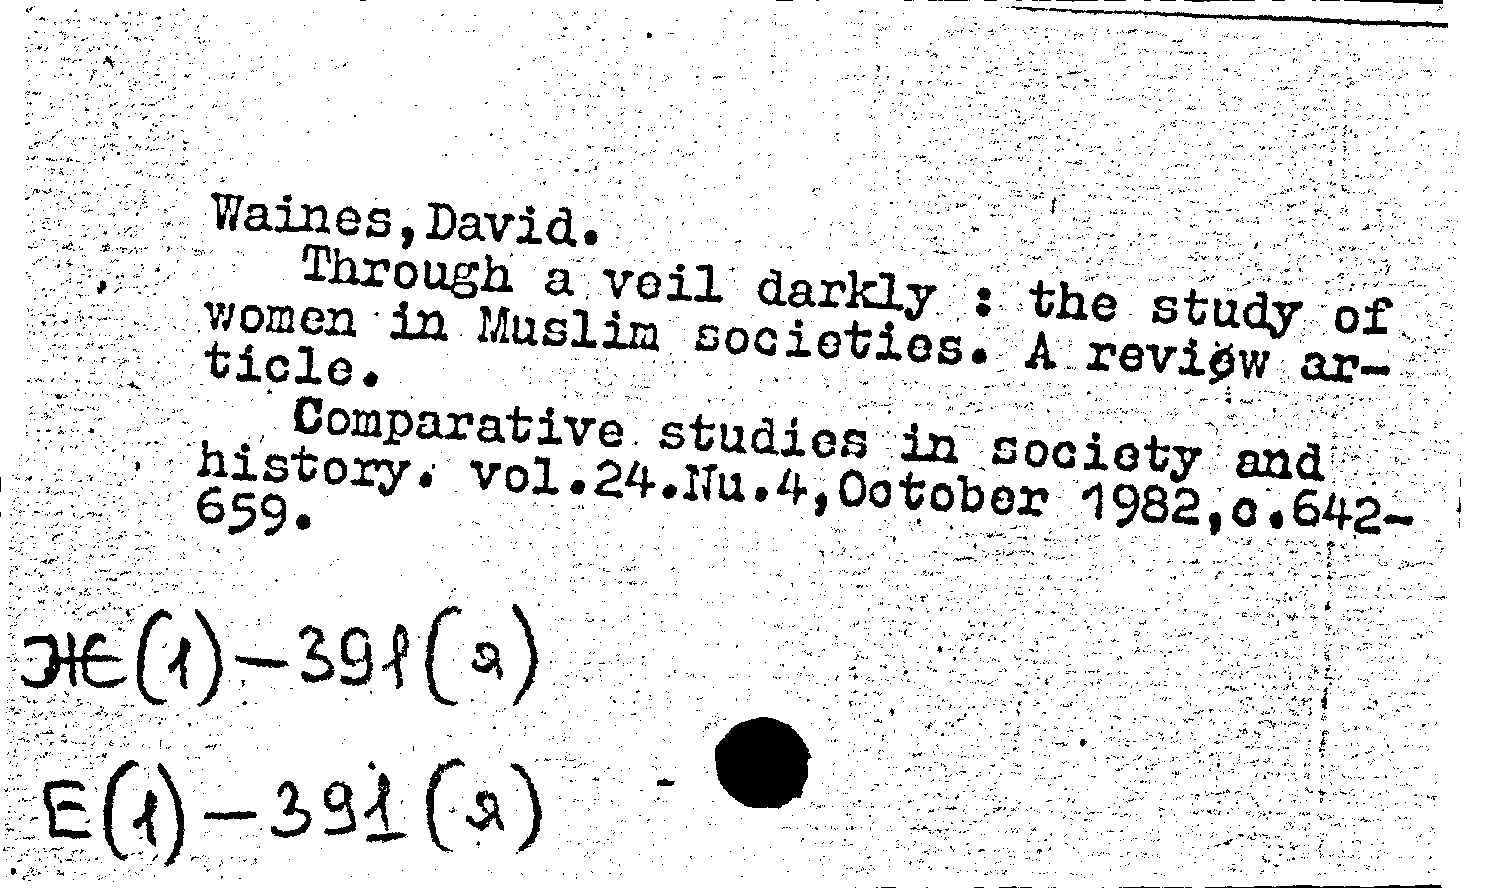 Waines,David.
Through a veil darkly : the study of
women in Muslim societies. A review ar-
ticle.
Comparative studies in society and
history. vol.24.Nu.4,October 1982,c.642-
659.
Ж(1)-391(я)
Е(1)-391(я)